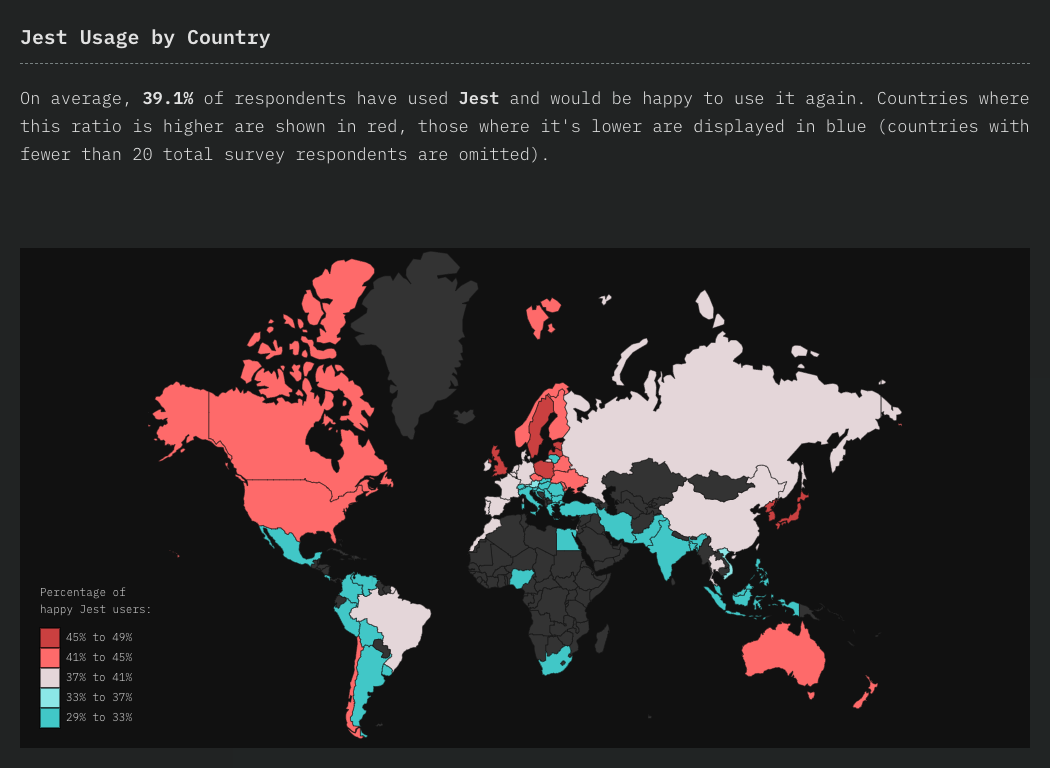 Jest Usage by Country
On average, 39.1% of respondents have used Jest and would be happy to use it again. Countries where
this ratio is higher are shown in red, those where it's lower are displayed in blue (countries with
fewer than 20 total survey respondents are omitted).
Percentage of
happy Jest users:
45% to 49%
41% to 45%
37% to 41%
33% to 37%
29% to 33%